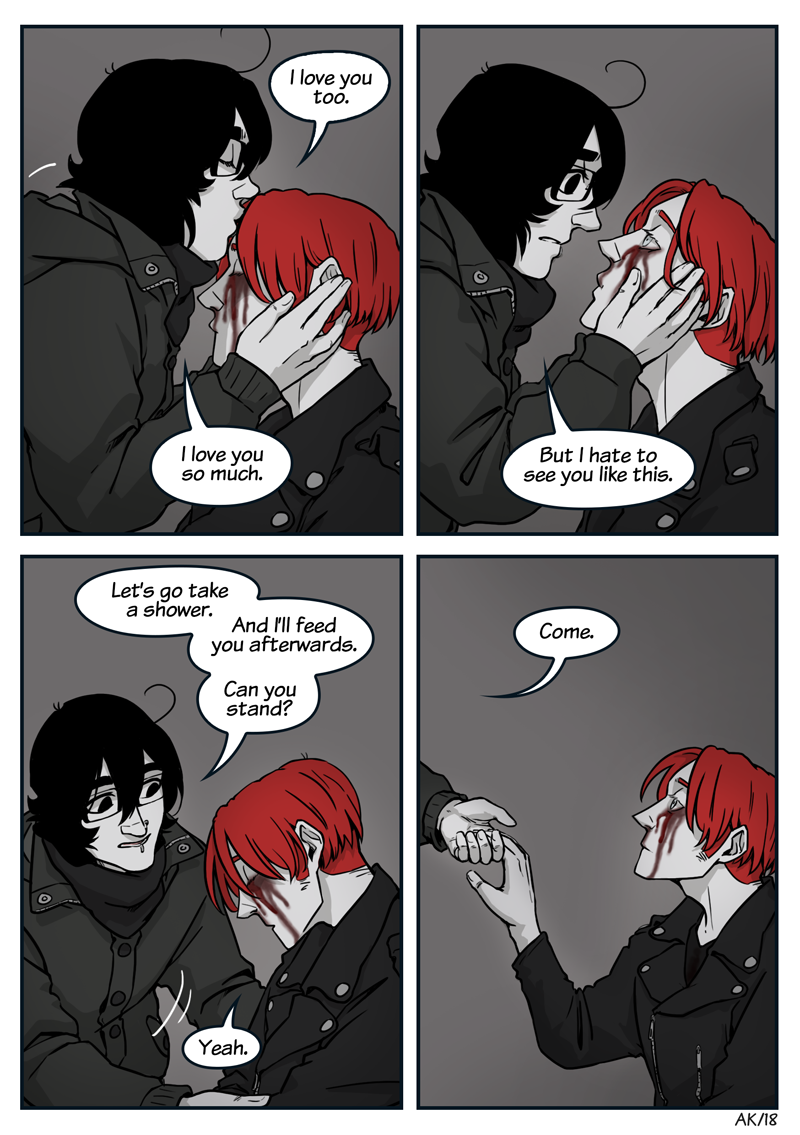 I love you
too.
I love you
so much.
But I hate to
see you like this.
Let's go take
a shower.
And I'll feed
you afterwards.
Can you
stand?
Yeah.
Come.
AK/18